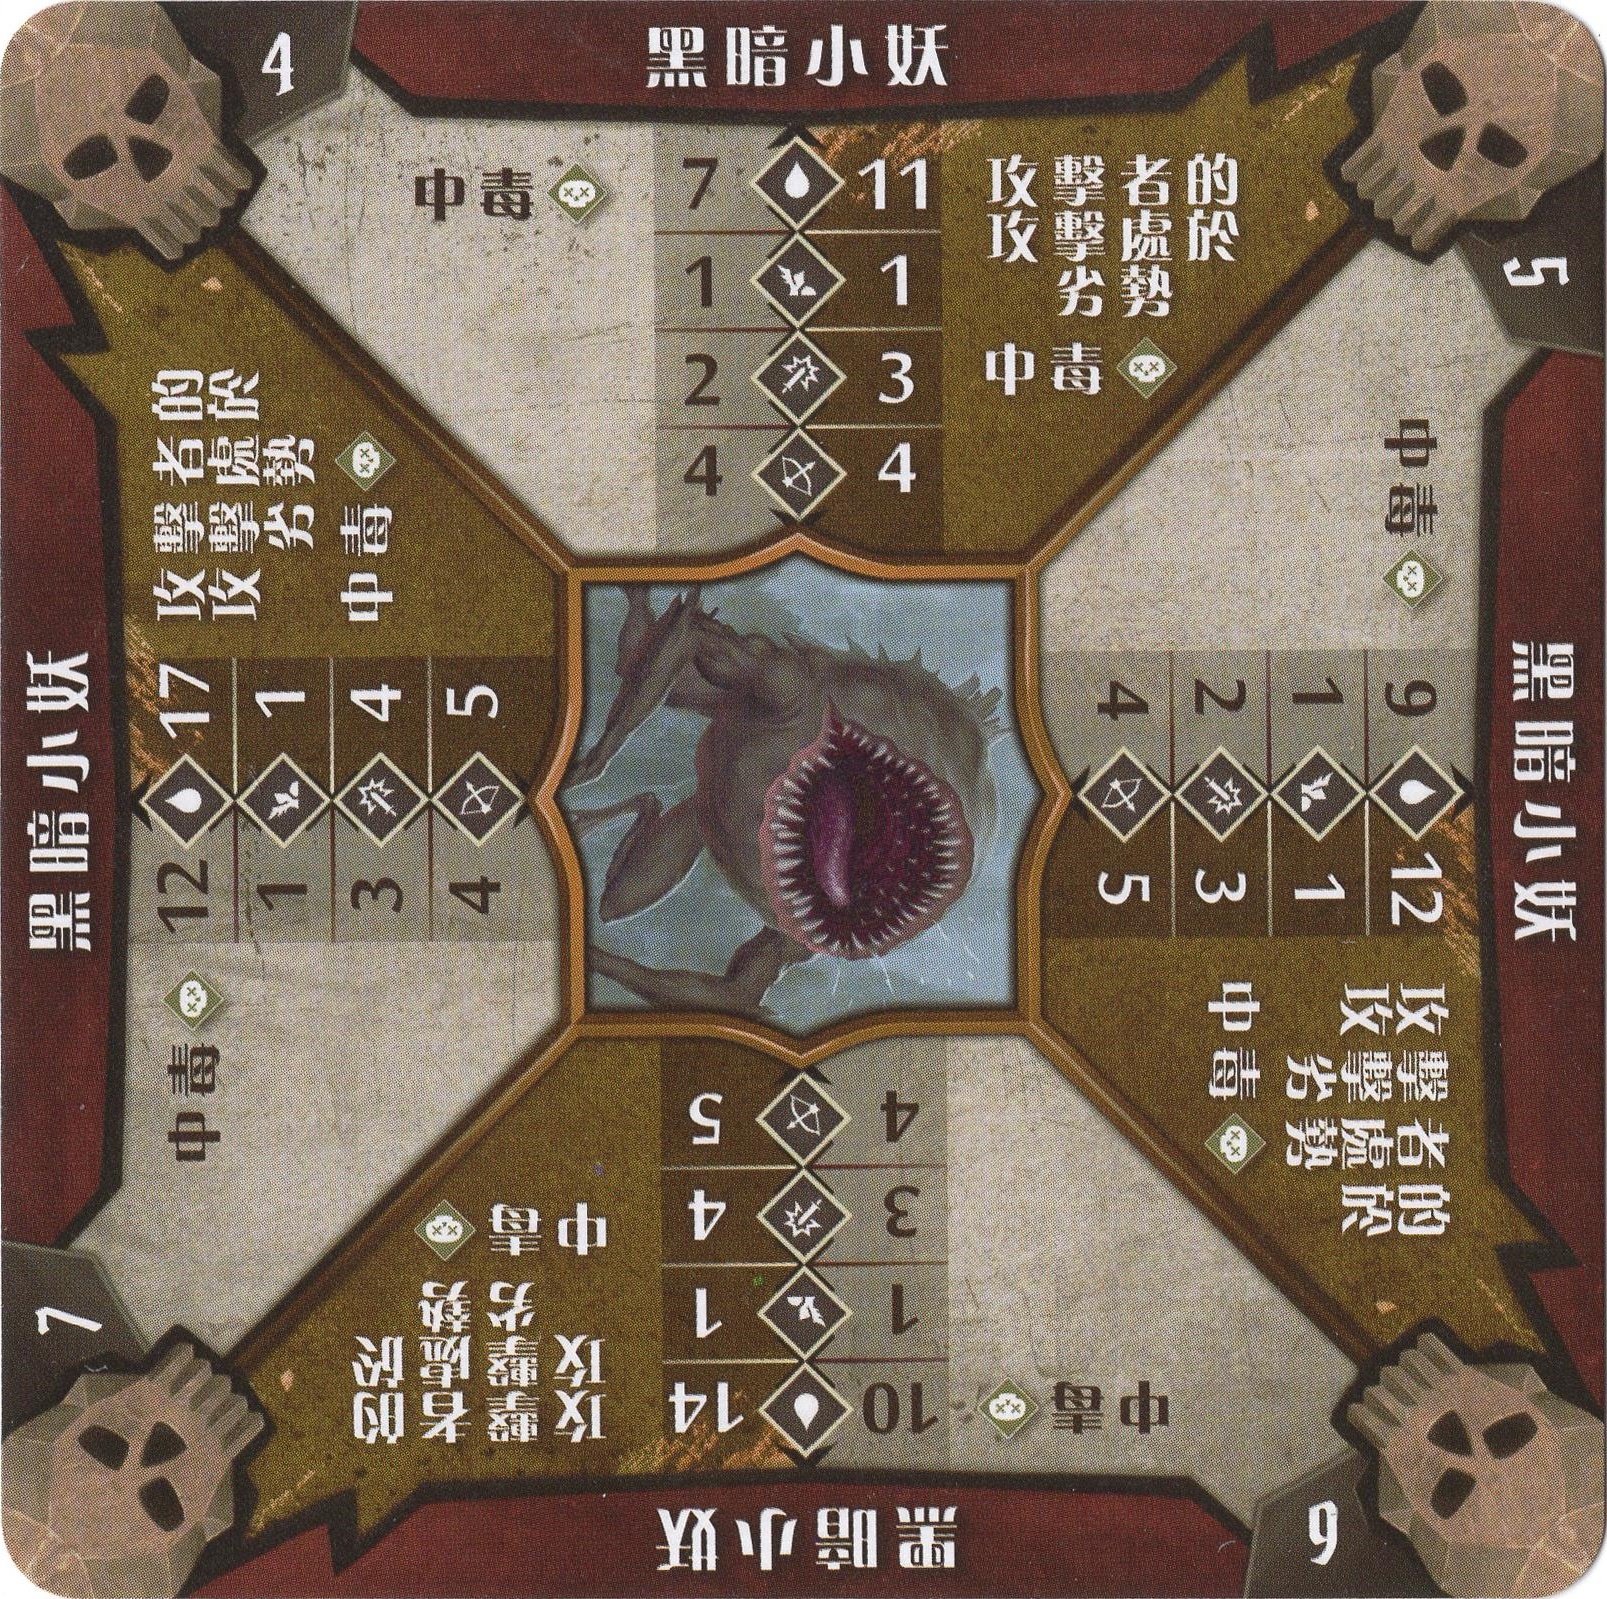 4
黑暗小妖
中毒 7 11 攻擊者的
攻擊處於
1 1 劣勢
2 3 中毒
4 4
5
黑暗小妖
中毒 9 12 攻擊者的
攻擊處於
1 1 劣勢
2 3 中毒
4 5
6
黑暗小妖
中毒 10 14 攻擊者的
攻擊處於
1 1 劣勢
3 4 中毒
4 5
7
黑暗小妖
中毒 12 17 攻擊者的
攻擊處於
1 1 劣勢
3 4 中毒
4 5